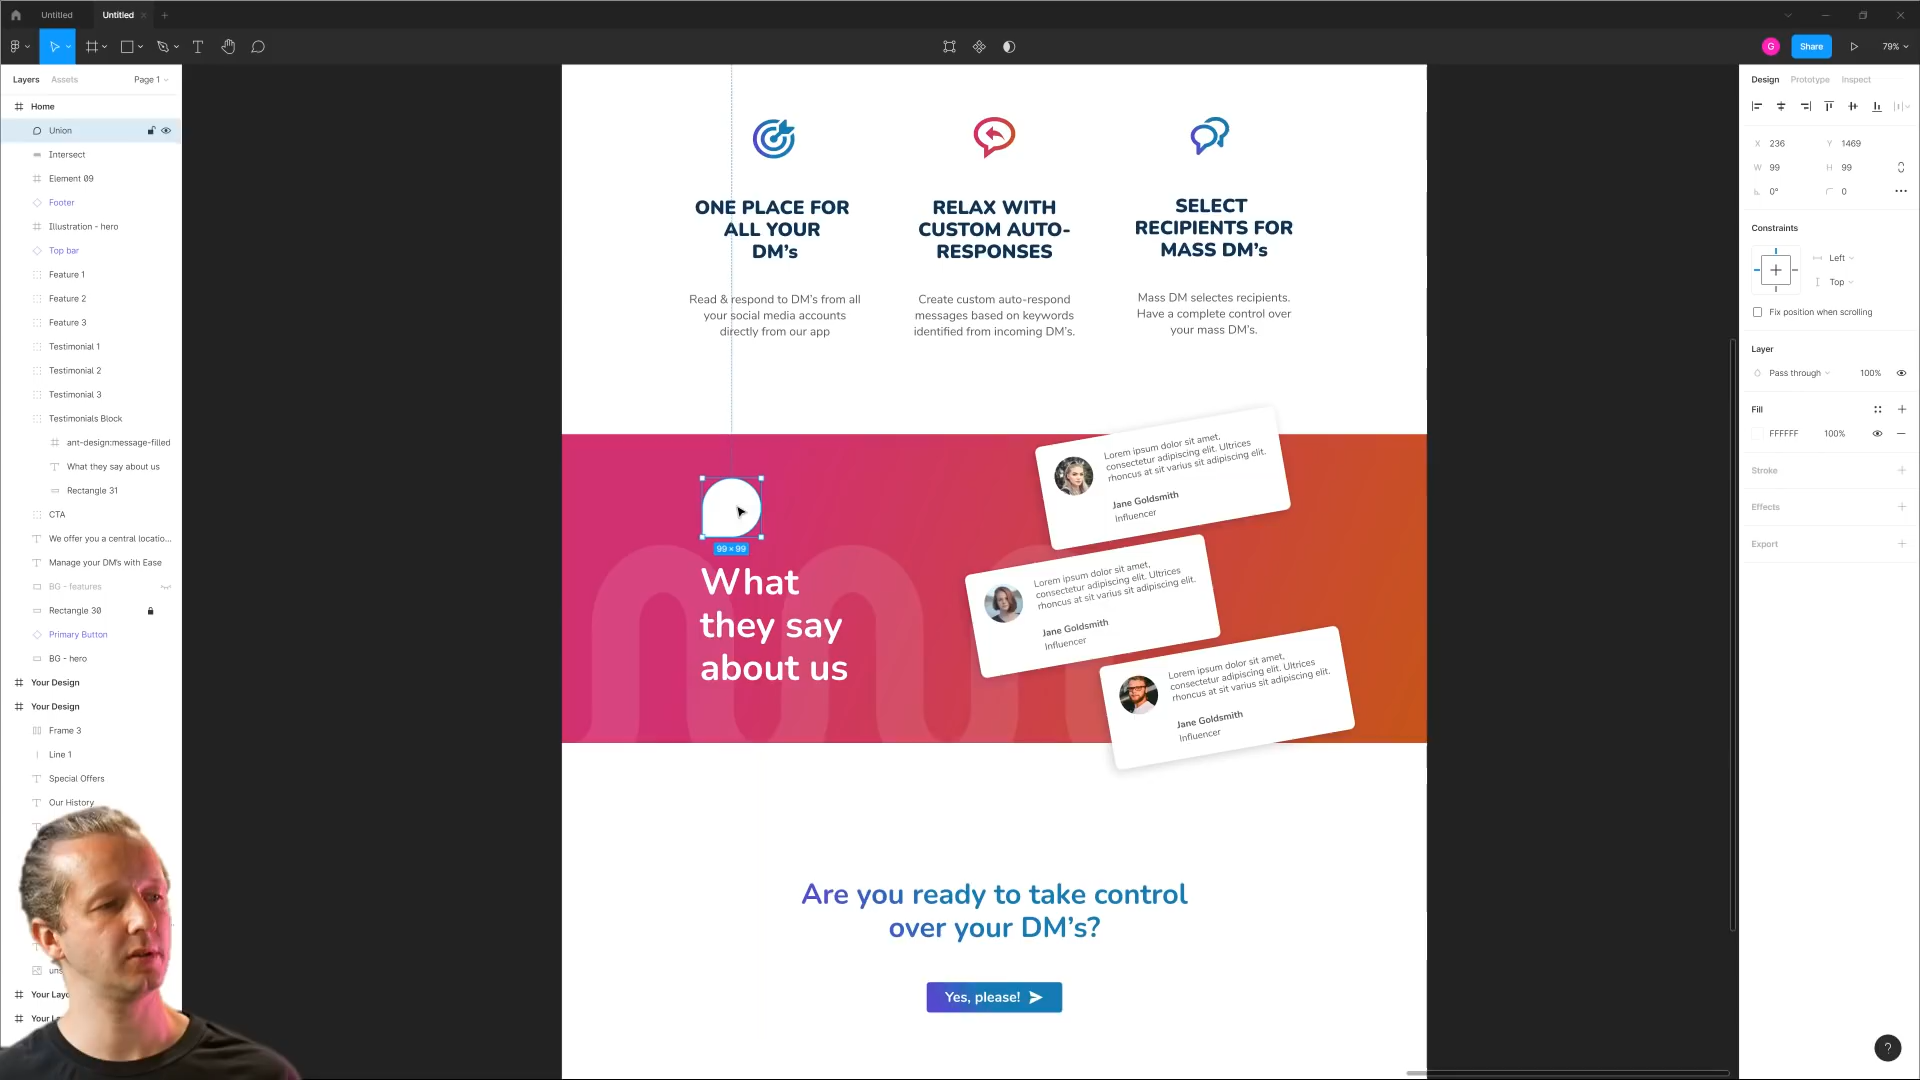 Untitled
Untitled
G
Share
79%
Layers
Assets
Page 1
Home
Union
Intersect
Element 09
Footer
Illustration - hero
Top bar
Feature 1
Feature 2
Feature 3
Testimonial 1
Testimonial 2
Testimonial 3
Testimonials Block
ant-design:message-filled
What they say about us
Rectangle 31
CTA
We offer you a central locatio...
Manage your DM's with Ease
BG - features
Rectangle 30
Primary Button
BG - hero
Your Design
Your Design
Frame 3
Line 1
Special Offers
Our History
Your
ONE PLACE FOR
ALL YOUR
DM's
Read & respond to DM's from all
your social media accounts
directly from our app
RELAX WITH
CUSTOM AUTO-
RESPONSES
Create custom auto-respond
messages based on keywords
identified from incoming DM's.
SELECT
RECIPIENTS FOR
MASS DM's
Mass DM selectes recipients.
Have a complete control over
your mass DM's.
99 × 99
What
they say
about us
Lorem ipsum dolor sit amet,
consectetur adipiscing elit. Ultrices
rhoncus at sit varius sit adipiscing elit.
Jane Goldsmith
Influencer
Lorem ipsum dolor sit amet,
consectetur adipiscing elit. Ultrices
rhoncus at sit varius sit adipiscing elit.
Jane Goldsmith
Influencer
Lorem ipsum dolor sit amet,
consectetur adipiscing elit. Ultrices
rhoncus at sit varius sit adipiscing elit.
Jane Goldsmith
Influencer
Are you ready to take control
over your DM's?
Yes, please!
Design
Prototype
Inspect
X 236
Y 1469
W 99
H 99
0°
0
Constraints
Left
Top
Fix position when scrolling
Layer
Pass through
100%
Fill
FFFFFF
100%
Stroke
Effects
Export
?